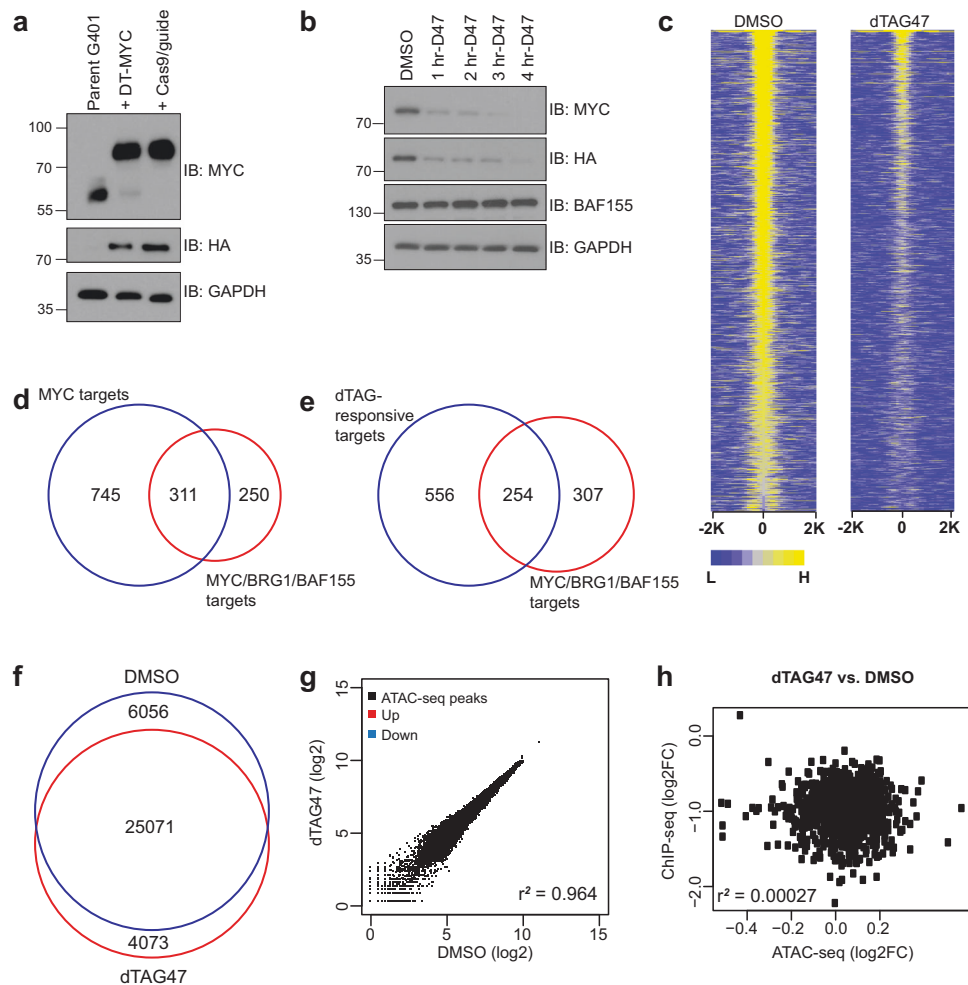 a
Parent G401
+ DT-MYC
+ Cas9/guide
100
70
55
IB: MYC
70
IB: HA
35
IB: GAPDH
b
DMSO
1 hr-D47
2 hr-D47
3 hr-D47
4 hr-D47
70
IB: MYC
70
IB: HA
130
IB: BAF155
35
IB: GAPDH
c
DMSO
dTAG47
-2K 0 2K
-2K 0 2K
L H
d
MYC targets
745 311 250
MYC/BRG1/BAF155
targets
e
dTAG-
responsive
targets
556 254 307
MYC/BRG1/BAF155
targets
f
DMSO
6056
25071
4073
dTAG47
g
15
10
5
0
dTAG47 (log2)
ATAC-seq peaks
Up
Down
r² = 0.964
0 5 10 15
DMSO (log2)
h
dTAG47 vs. DMSO
0.0
−1.0
−2.0
ChIP-seq (log2FC)
r² = 0.00027
−0.4 −0.2 0.0 0.2
ATAC-seq (log2FC)